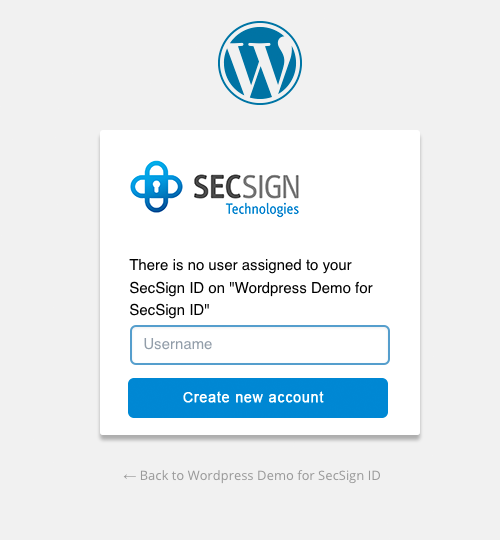 SECSIGN
Technologies
There is no user assigned to your
SecSign ID on "Wordpress Demo for
SecSign ID"
Username
Create new account
← Back to Wordpress Demo for SecSign ID